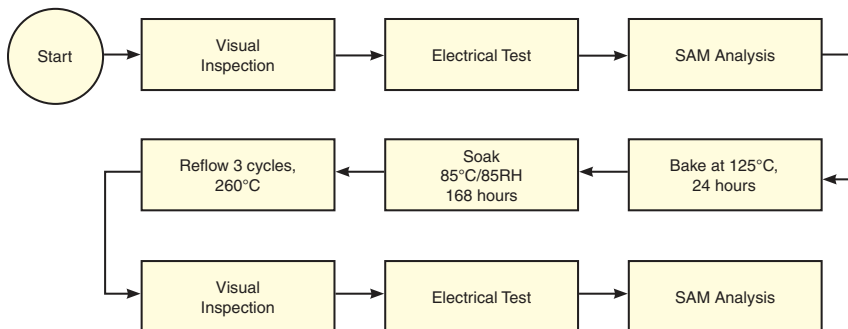 Start
Visual
Inspection
Electrical Test
SAM Analysis
Bake at 125°C,
24 hours
Soak
85°C/85RH
168 hours
Reflow 3 cycles,
260°C
Visual
Inspection
Electrical Test
SAM Analysis